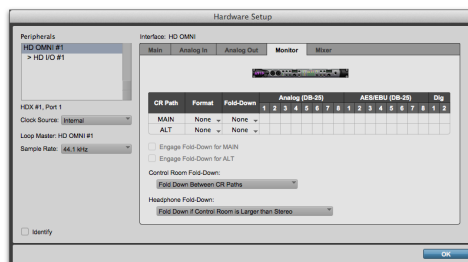 Hardware Setup
Peripherals
HD OMNI #1
> HD I/O #1
HDX #1, Port 1
Clock Source: Internal
Loop Master: HD OMNI #1
Sample Rate: 44.1 kHz
Identify
Interface: HD OMNI
Main Analog In Analog Out Monitor Mixer
CR Path Format Fold-Down Analog (DB-25) AES/EBU (DB-25) Dig
1 2 3 4 5 6 7 8 1 2 3 4 5 6 7 8 1 2
MAIN None None
ALT None None
Engage Fold-Down for MAIN
Engage Fold-Down for ALT
Control Room Fold-Down:
Fold Down Between CR Paths
Headphone Fold-Down:
Fold Down if Control Room is Larger than Stereo
OK